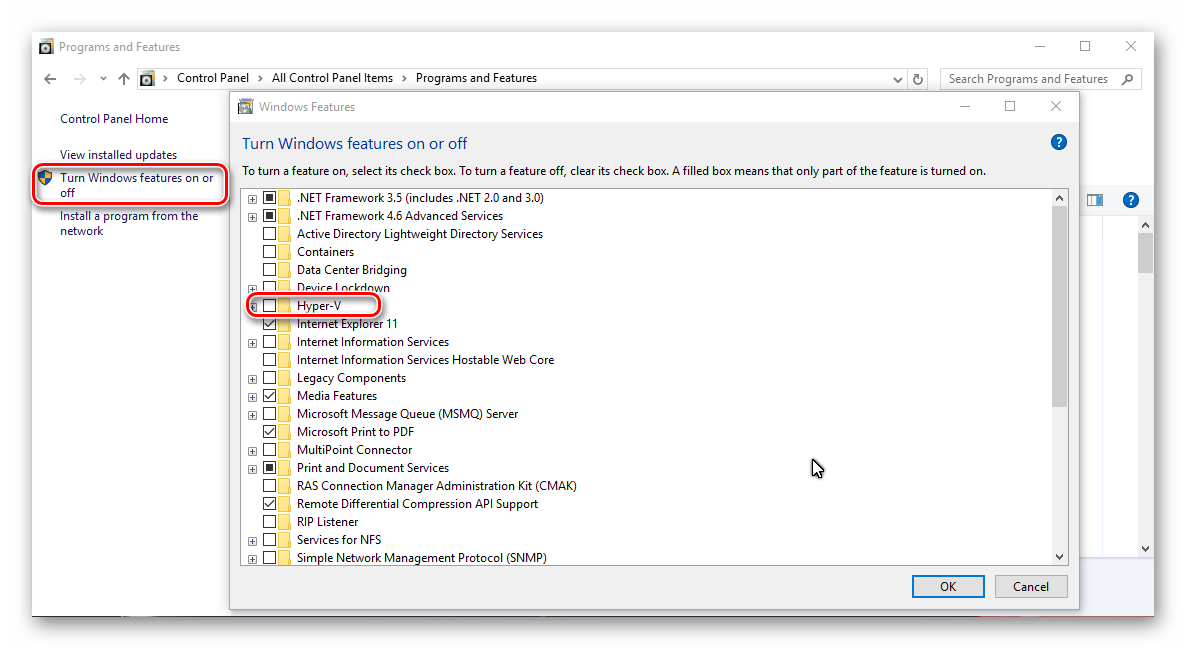 Programs and Features
Control Panel > All Control Panel Items > Programs and Features
Search Programs and Features
Control Panel Home
View installed updates
Turn Windows features on or
off
Install a program from the
network
Windows Features
Turn Windows features on or off
To turn a feature on, select its check box. To turn a feature off, clear its check box. A filled box means that only part of the feature is turned on.
.NET Framework 3.5 (includes .NET 2.0 and 3.0)
.NET Framework 4.6 Advanced Services
Active Directory Lightweight Directory Services
Containers
Data Center Bridging
Device Lockdown
Hyper-V
Internet Explorer 11
Internet Information Services
Internet Information Services Hostable Web Core
Legacy Components
Media Features
Microsoft Message Queue (MSMQ) Server
Microsoft Print to PDF
MultiPoint Connector
Print and Document Services
RAS Connection Manager Administration Kit (CMAK)
Remote Differential Compression API Support
RIP Listener
Services for NFS
Simple Network Management Protocol (SNMP)
OK
Cancel